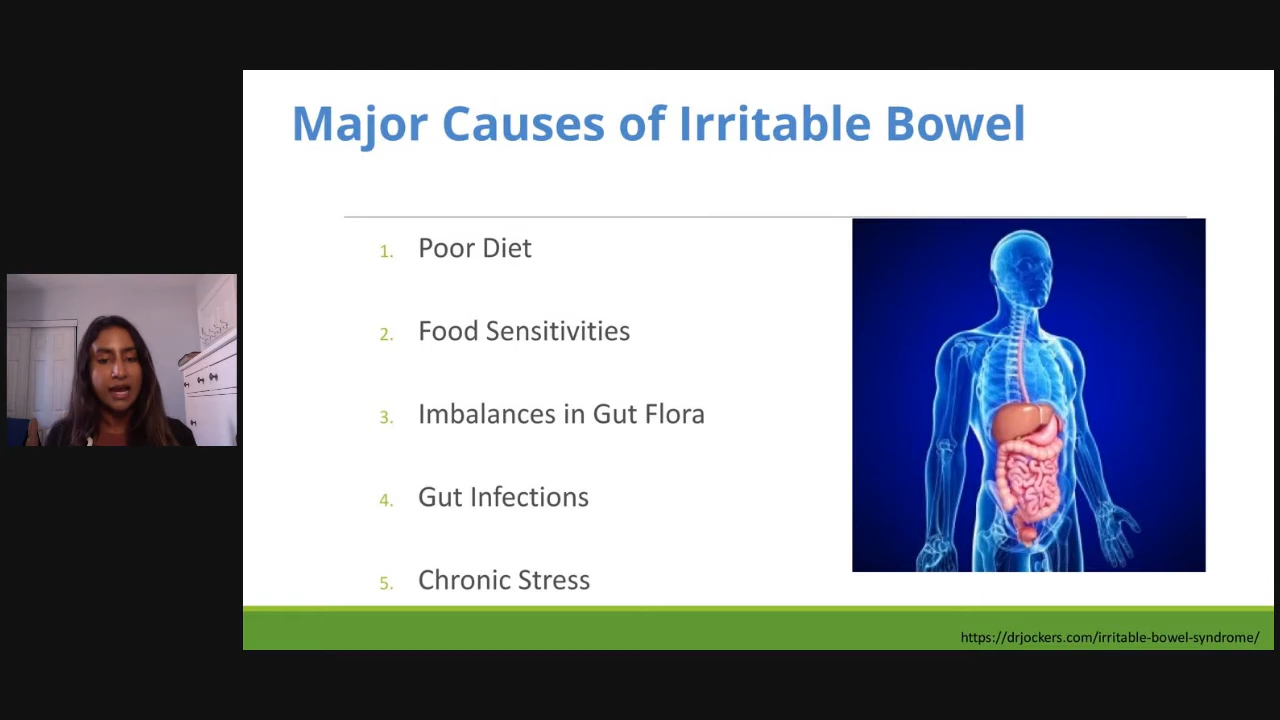 Major Causes of Irritable Bowel
1. Poor Diet
2. Food Sensitivities
3. Imbalances in Gut Flora
4. Gut Infections
5. Chronic Stress
https://drjockers.com/irritable-bowel-syndrome/